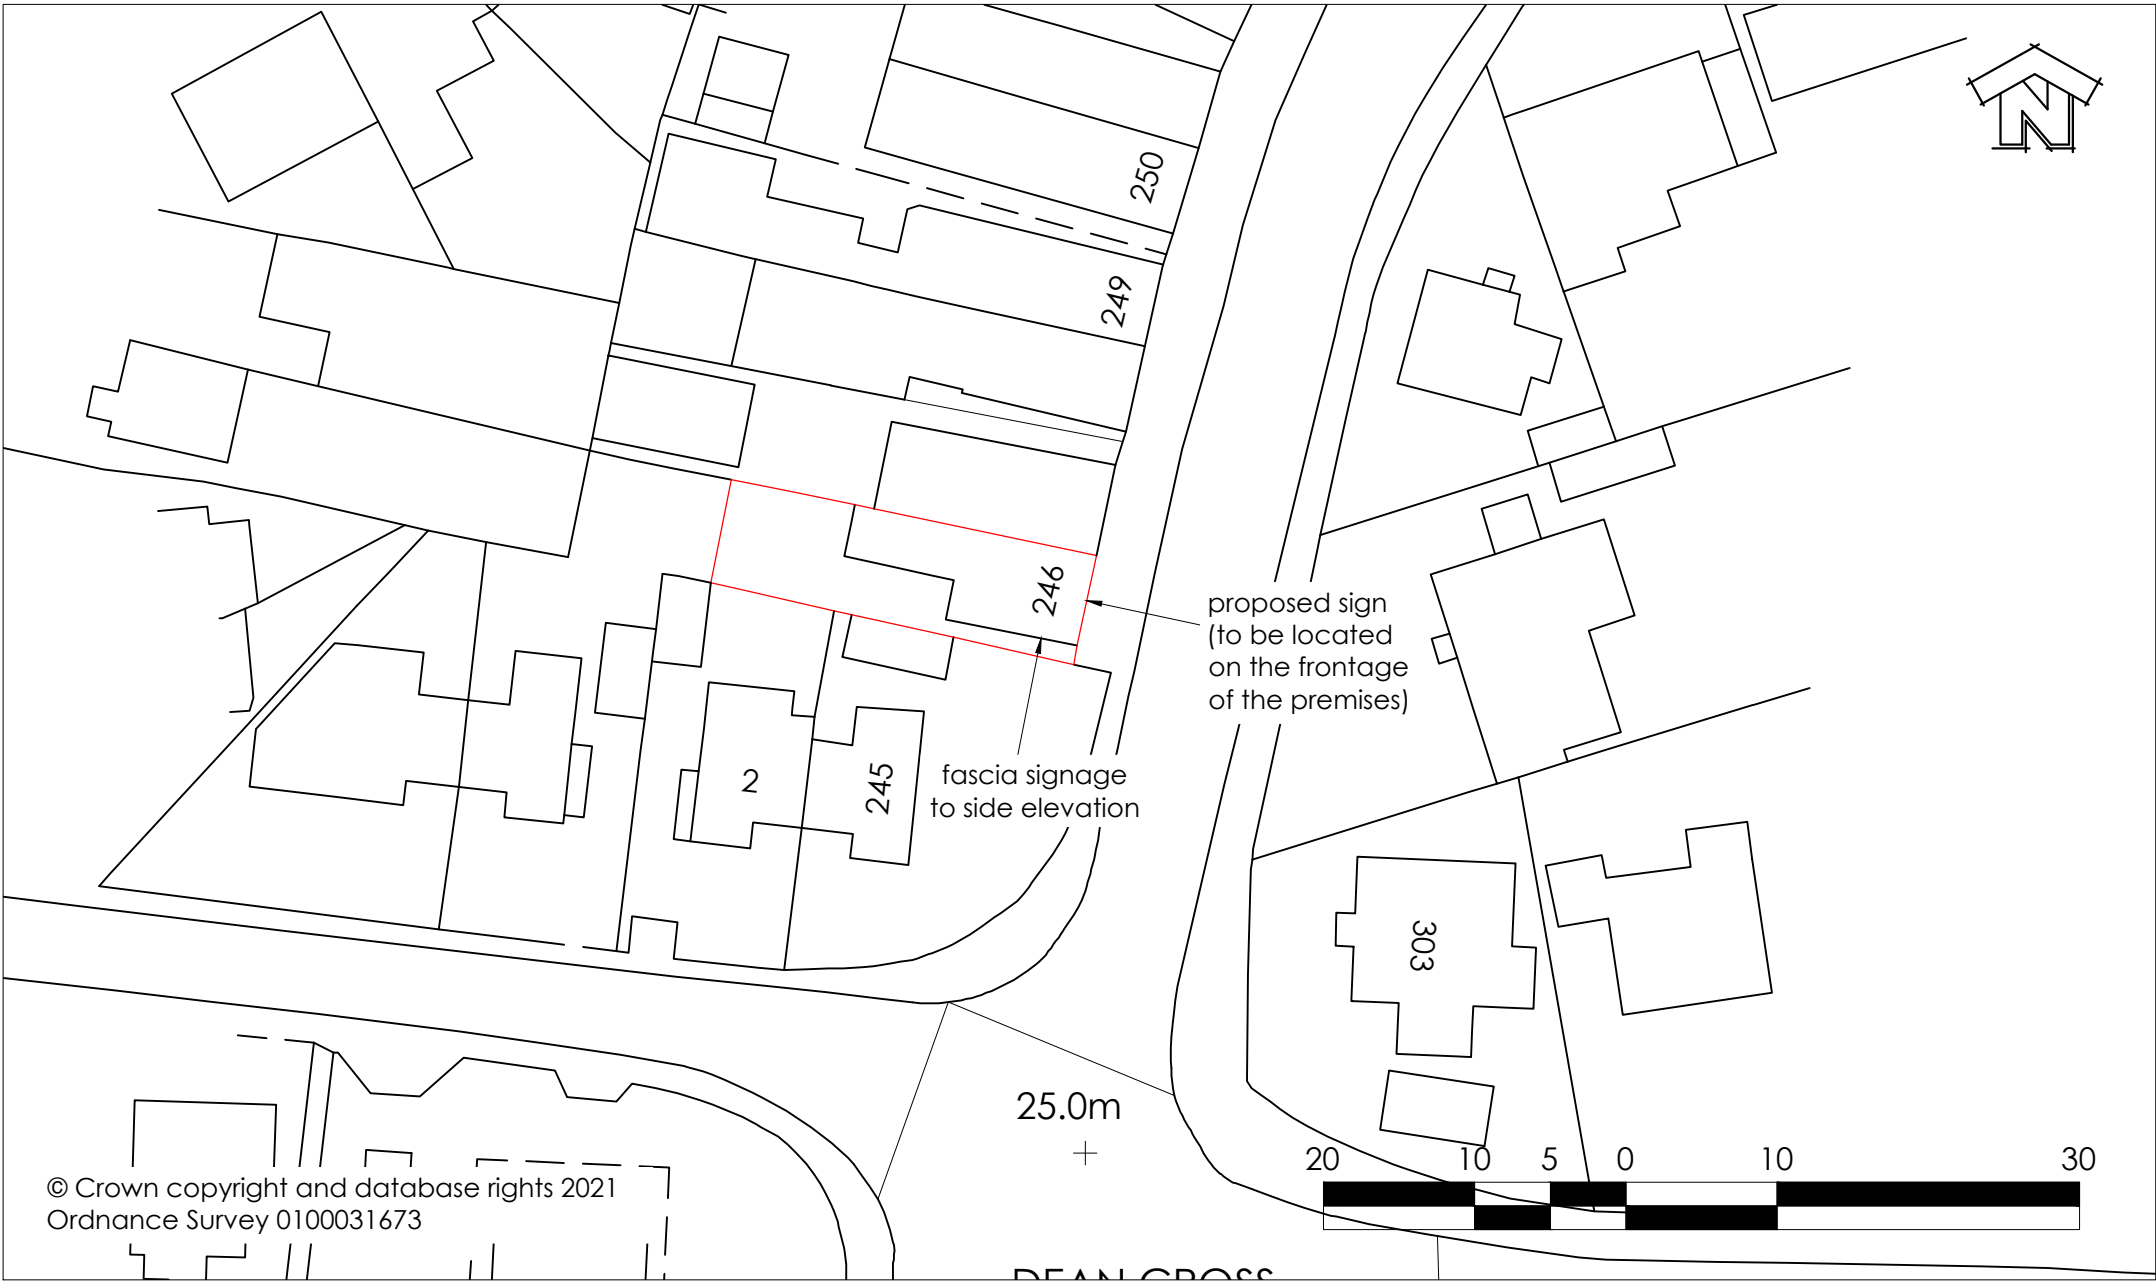 N
250
249
246
proposed sign
(to be located
on the frontage
of the premises)
fascia signage
to side elevation
2
245
303
25.0m
20 10 5 0 10 30
© Crown copyright and database rights 2021
Ordnance Survey 0100031673
DEAN CROSS